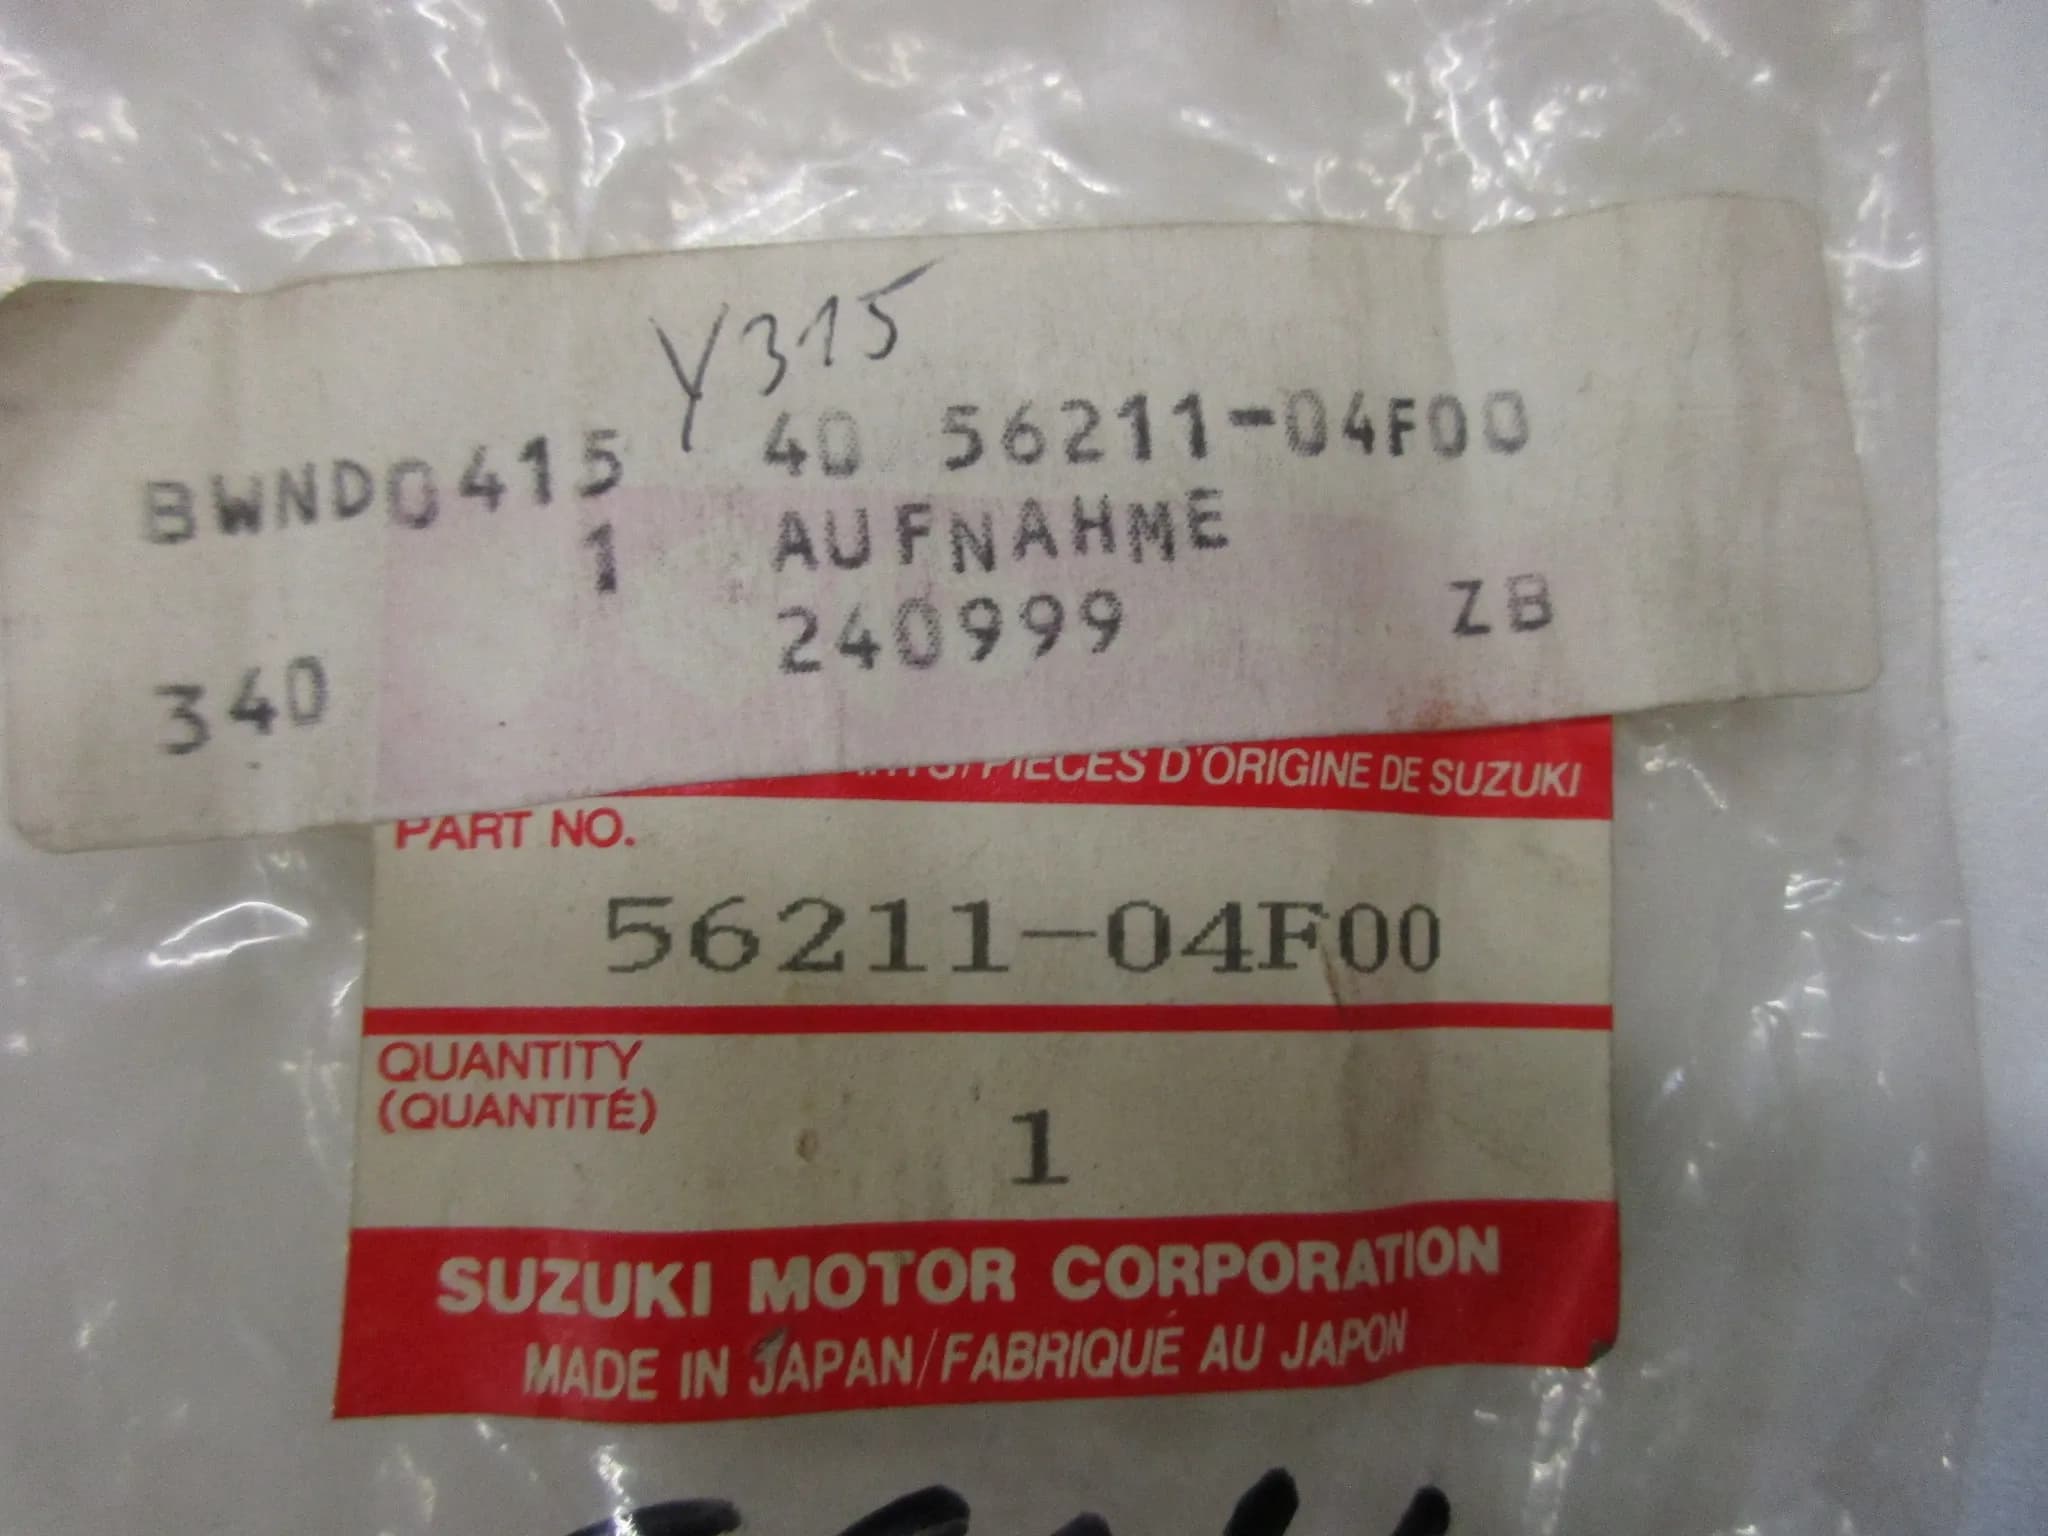 Y315
BWND0415 40 56211-04F00
1 AUFNAHME
340 240999 ZB
PIECES D'ORIGINE DE SUZUKI
PART NO.
56211-04F00
QUANTITY
(QUANTITÉ)
1
SUZUKI MOTOR CORPORATION
MADE IN JAPAN/FABRIQUÉ AU JAPON